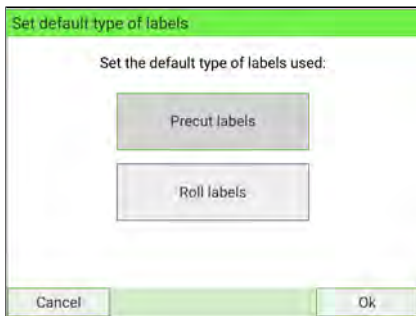 Set default type of labels
Set the default type of labels used:
Precut labels
Roll labels
Cancel
Ok